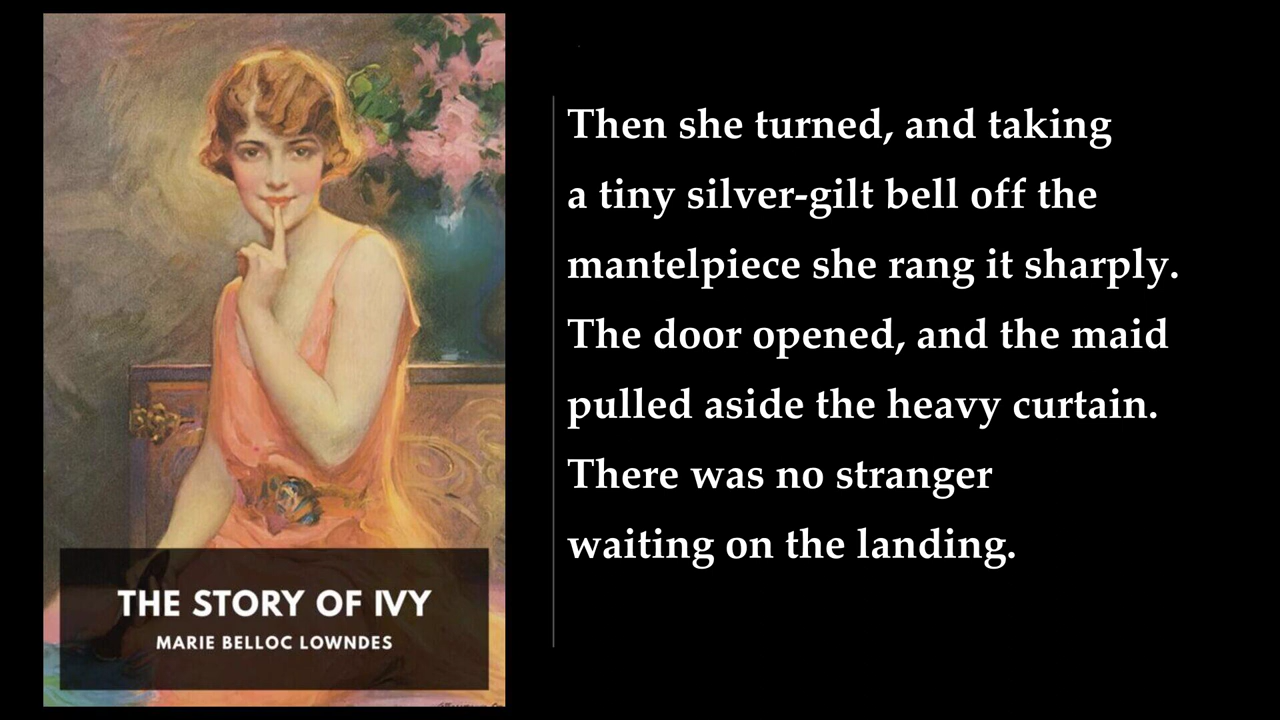 THE STORY OF IVY
MARIE BELLOC LOWNDES
Then she turned, and taking
a tiny silver-gilt bell off the
mantelpiece she rang it sharply.
The door opened, and the maid
pulled aside the heavy curtain.
There was no stranger
waiting on the landing.